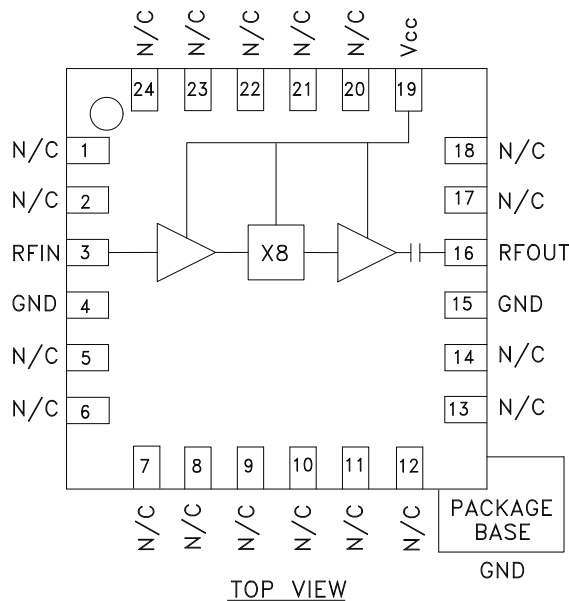 N/C N/C N/C N/C N/C Vcc
24 23 22 21 20 19
N/C 1 18 N/C
N/C 2 17 N/C
RFIN 3 X8 16 RFOUT
GND 4 15 GND
N/C 5 14 N/C
N/C 6 13 N/C
7 8 9 10 11 12
N/C N/C N/C N/C N/C N/C
PACKAGE
BASE
GND
TOP VIEW